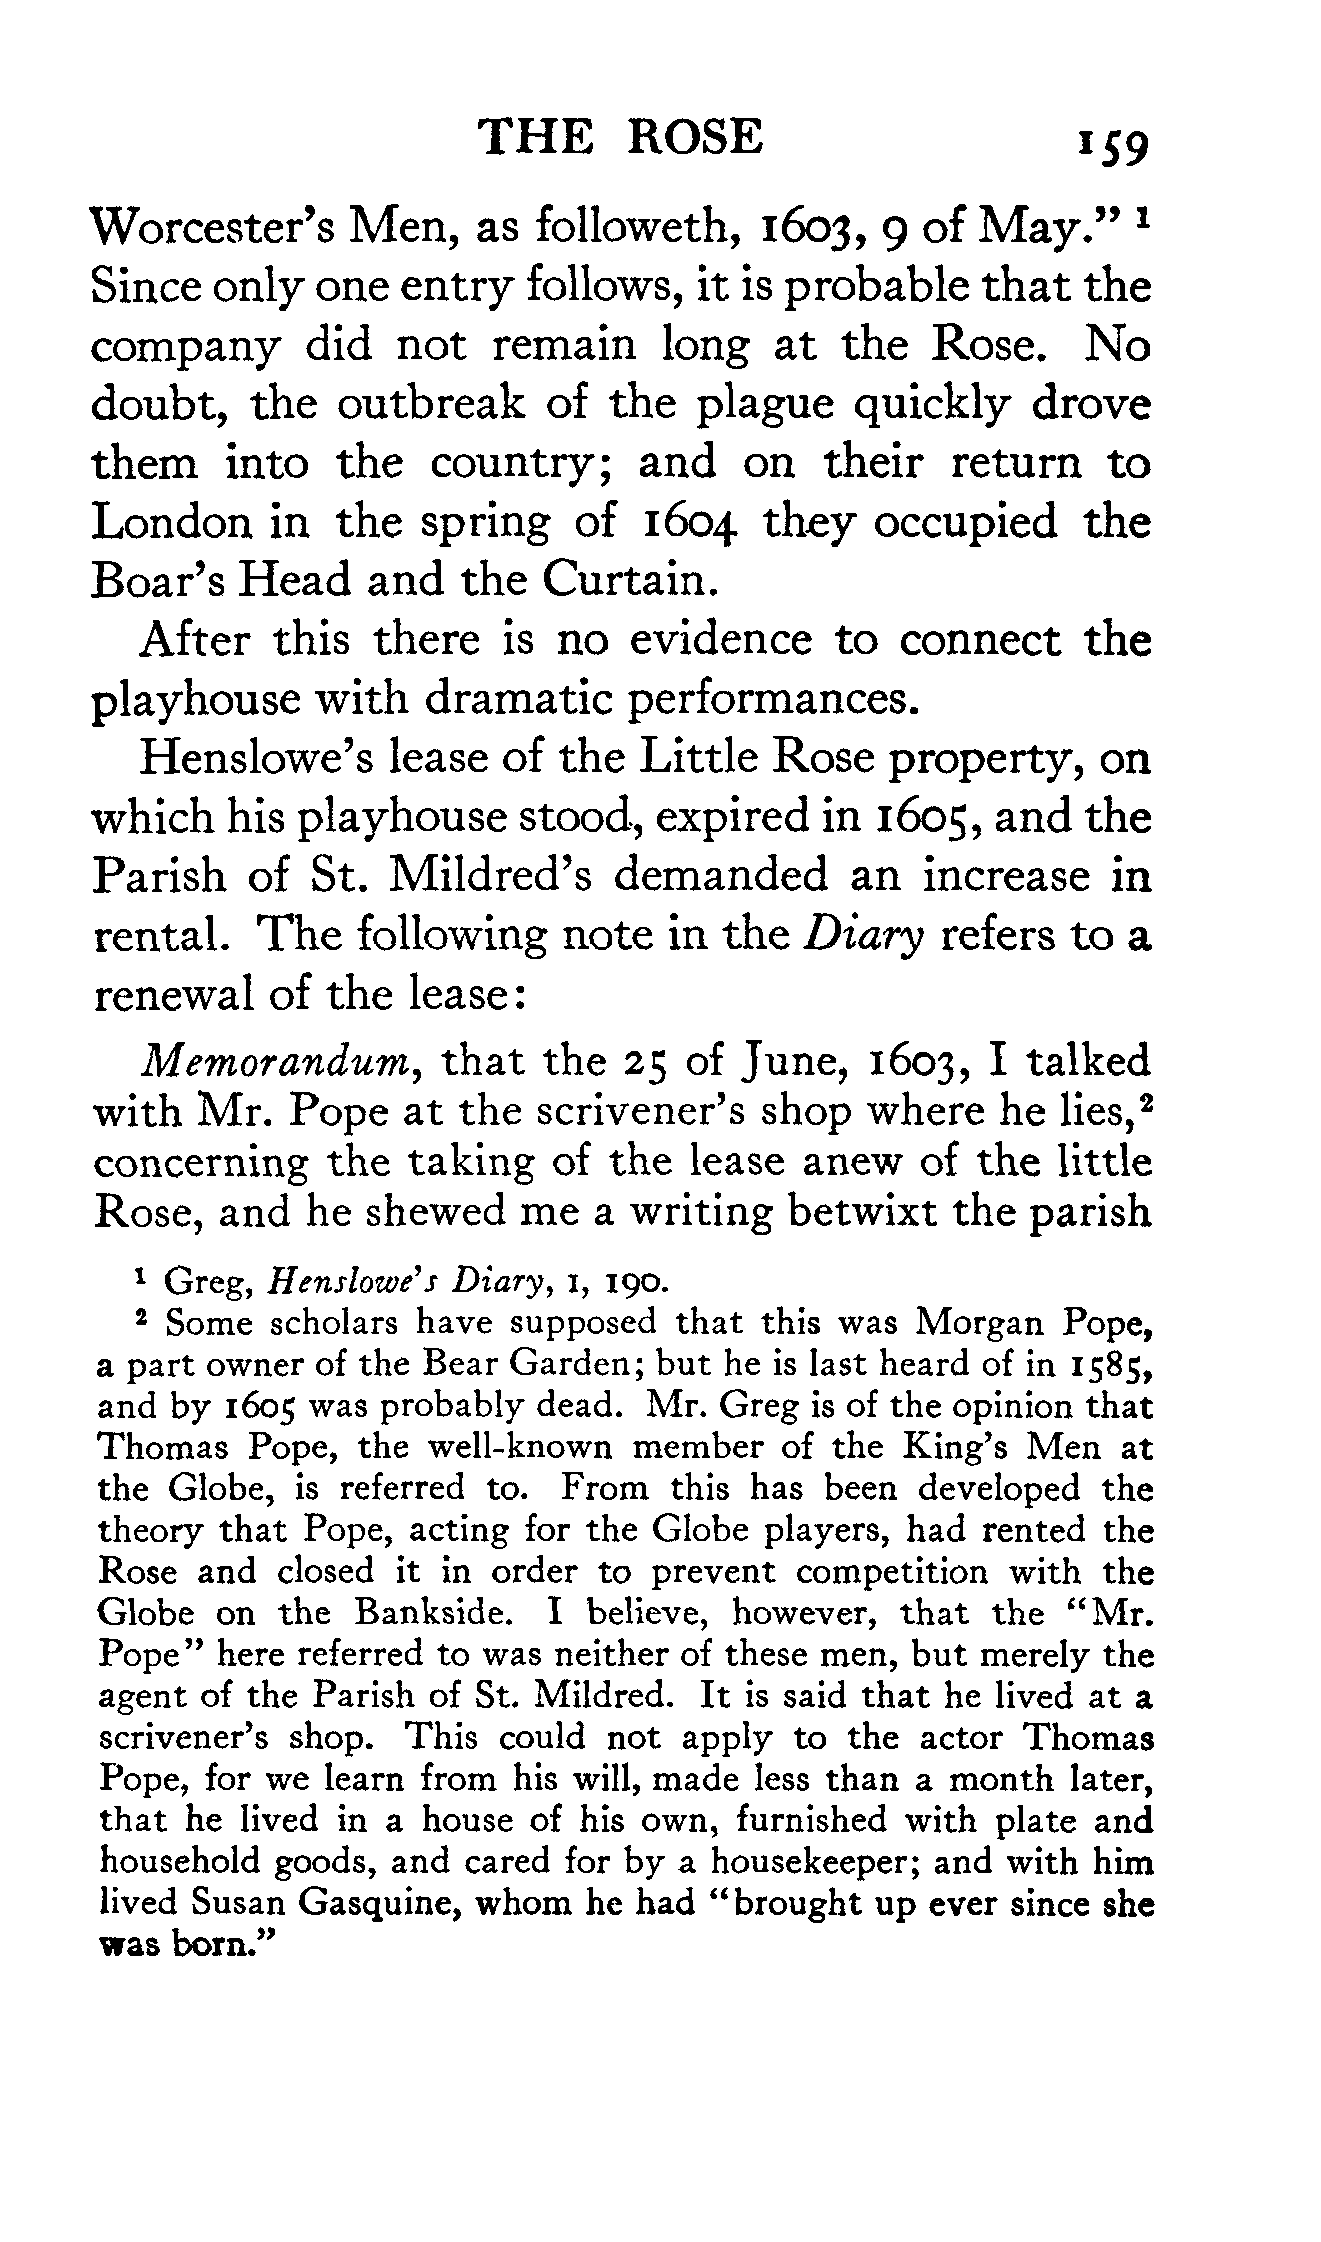 THE ROSE 159
Worcester's Men, as followeth, 1603, 9 of May." ¹
Since only one entry follows, it is probable that the
company did not remain long at the Rose. No
doubt, the outbreak of the plague quickly drove
them into the country; and on their return to
London in the spring of 1604 they occupied the
Boar's Head and the Curtain.
After this there is no evidence to connect the
playhouse with dramatic performances.
Henslowe's lease of the Little Rose property, on
which his playhouse stood, expired in 1605, and the
Parish of St. Mildred's demanded an increase in
rental. The following note in the Diary refers to a
renewal of the lease:
Memorandum, that the 25 of June, 1603, I talked
with Mr. Pope at the scrivener's shop where he lies,²
concerning the taking of the lease anew of the little
Rose, and he shewed me a writing betwixt the parish
¹ Greg, Henslowe's Diary, I, 190.
² Some scholars have supposed that this was Morgan Pope,
a part owner of the Bear Garden; but he is last heard of in 1585,
and by 1605 was probably dead. Mr. Greg is of the opinion that
Thomas Pope, the well-known member of the King's Men at
the Globe, is referred to. From this has been developed the
theory that Pope, acting for the Globe players, had rented the
Rose and closed it in order to prevent competition with the
Globe on the Bankside. I believe, however, that the "Mr.
Pope" here referred to was neither of these men, but merely the
agent of the Parish of St. Mildred. It is said that he lived at a
scrivener's shop. This could not apply to the actor Thomas
Pope, for we learn from his will, made less than a month later,
that he lived in a house of his own, furnished with plate and
household goods, and cared for by a housekeeper; and with him
lived Susan Gasquine, whom he had "brought up ever since she
was born."